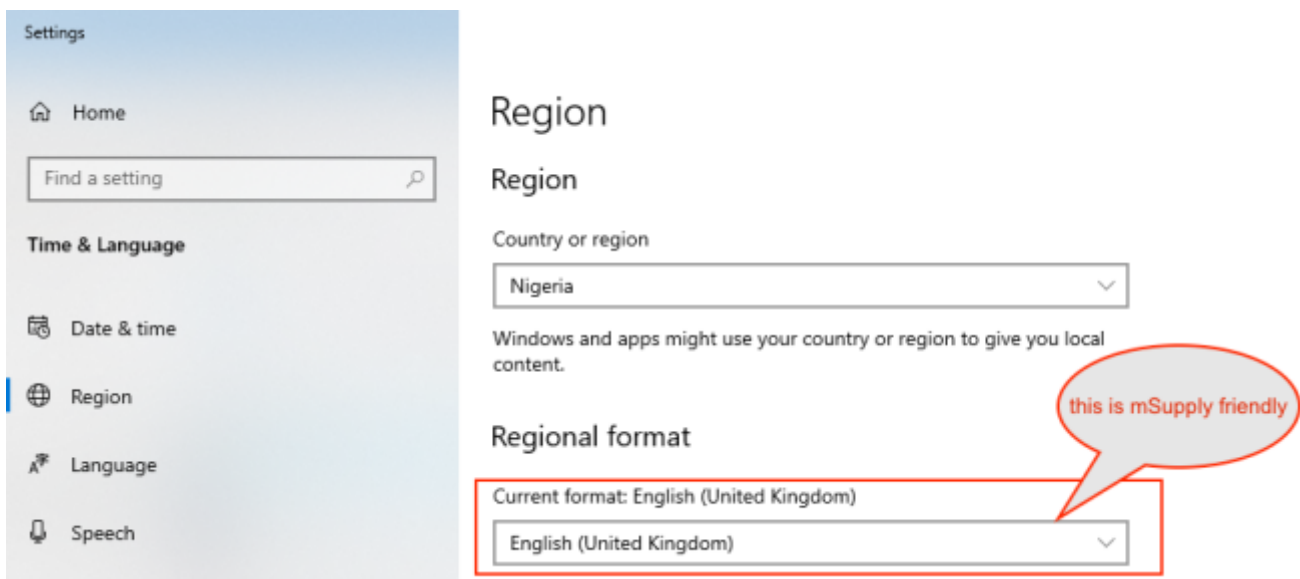 Settings
Home
Find a setting
Time & Language
Date & time
Region
Language
Speech
Region
Region
Country or region
Nigeria
Windows and apps might use your country or region to give you local
content.
this is mSupply friendly
Regional format
Current format: English (United Kingdom)
English (United Kingdom)